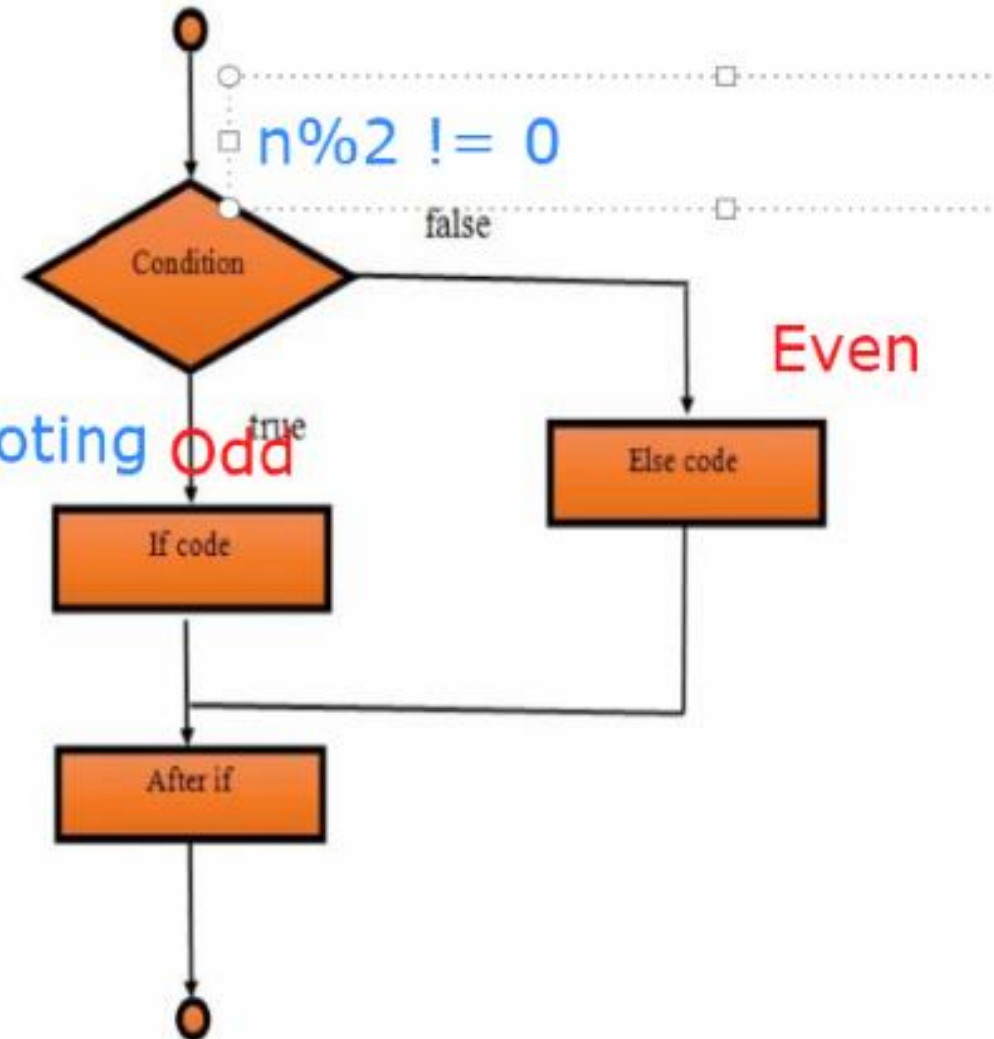 n%2 != 0
false
Condition
Even
true
oting Odd
Else code
If code
After if